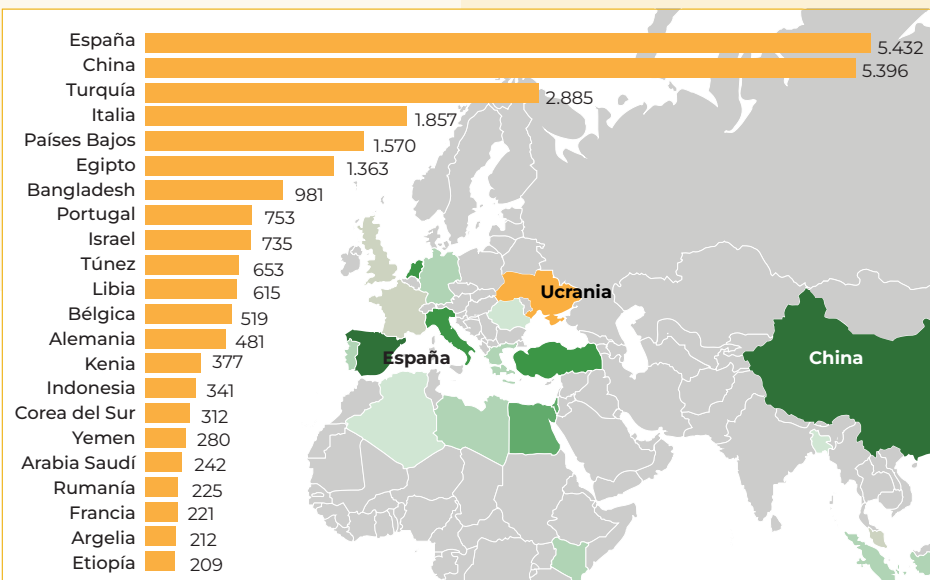 España 5.432
China 5.396
Turquía 2.885
Italia 1.857
Países Bajos 1.570
Egipto 1.363
Bangladesh 981
Portugal 753
Israel 735
Túnez 653
Libia 615
Bélgica 519
Alemania 481
Kenia 377
Indonesia 341
Corea del Sur 312
Yemen 280
Arabia Saudí 242
Rumanía 225
Francia 221
Argelia 212
Etiopía 209
Ucrania
España
China